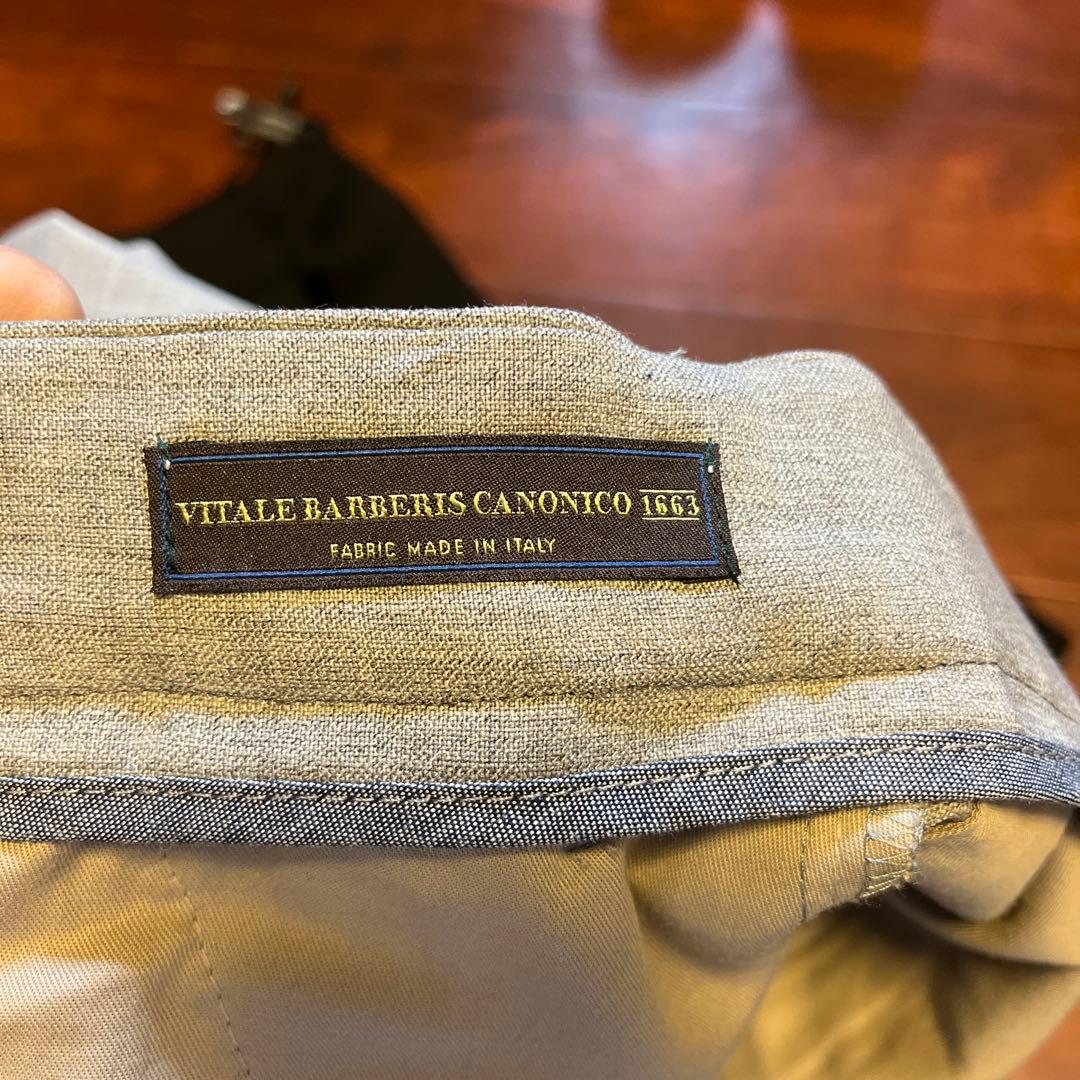 VITALE BARBERIS CANONICO 1663
FABRIC MADE IN ITALY